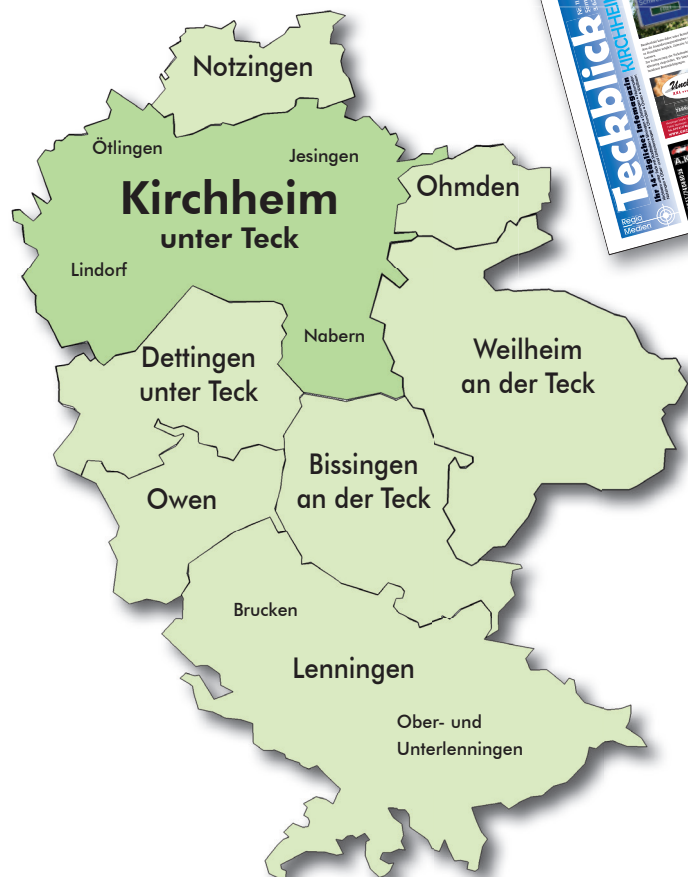 Notzingen
Ötlingen
Jesingen
Kirchheim
unter Teck
Ohmden
Lindorf
Nabern
Dettingen
unter Teck
Weilheim
an der Teck
Bissingen
an der Teck
Owen
Brucken
Lenningen
Ober- und
Unterlenningen
Teckblick
KIRCHHEI
Ihr 14-tägliches Infomagazin
Regio
Medien